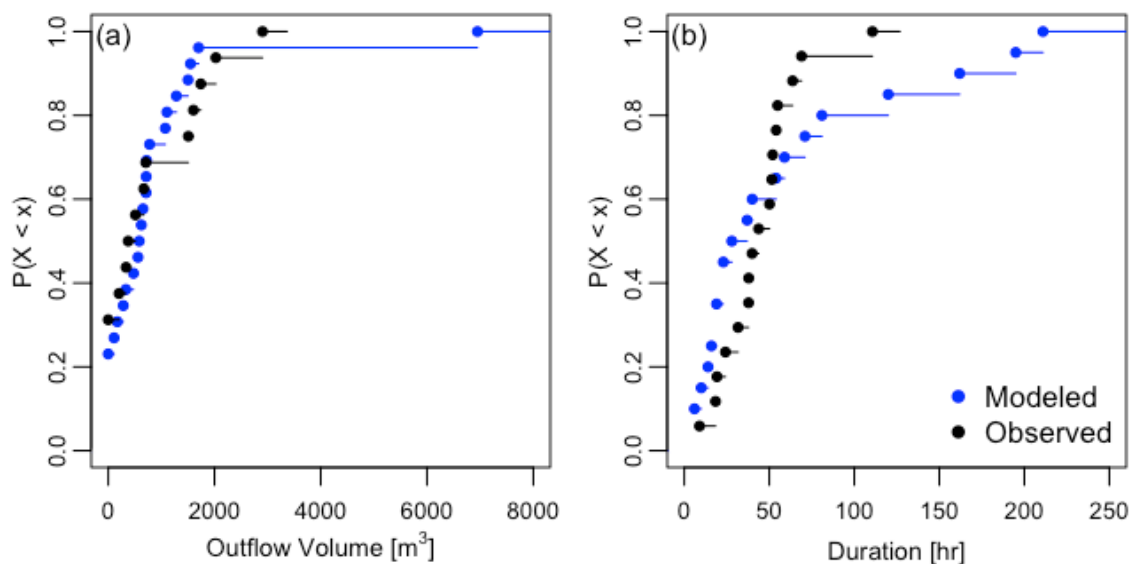 (a)
P(X < x)
1.0
0.8
0.6
0.4
0.2
0.0
0 2000 4000 6000 8000
Outflow Volume [m³]
(b)
P(X < x)
1.0
0.8
0.6
0.4
0.2
0.0
Modeled
Observed
0 50 100 150 200 250
Duration [hr]